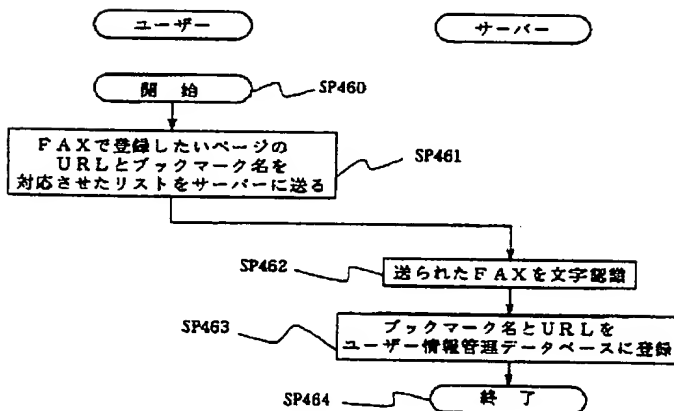 ユーザー
サーバー
開 始
SP460
FAXで登録したいページの
URLとブックマーク名を
対応させたリストをサーバーに送る
SP461
SP462
送られたFAXを文字認識
SP463
ブックマーク名とURLを
ユーザー情報管理データベースに登録
SP464
終 了